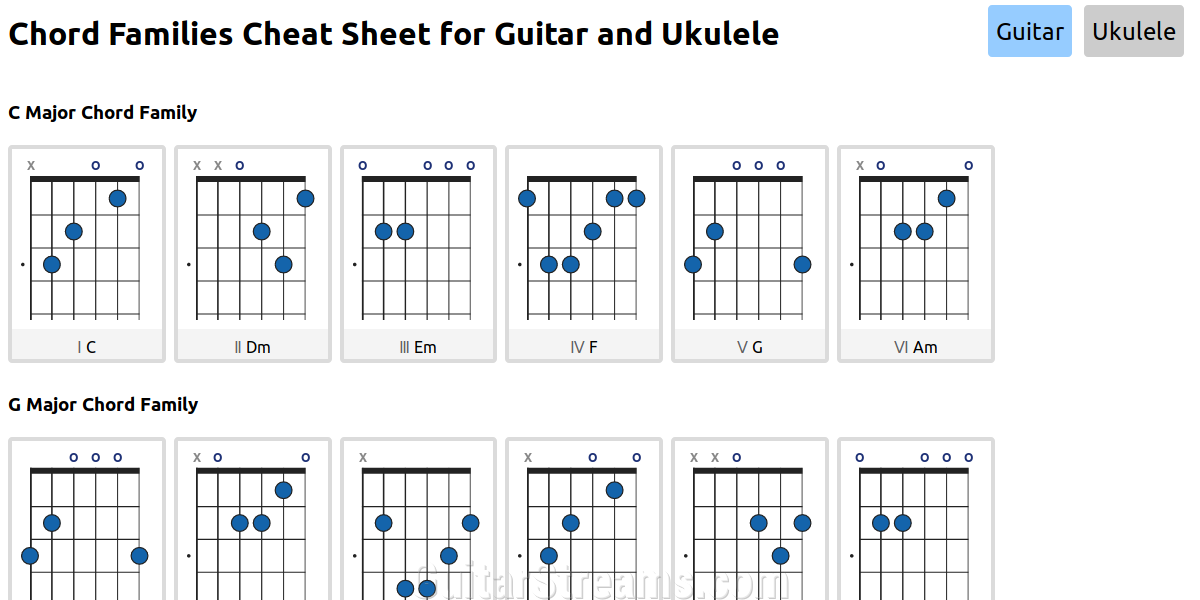 Chord Families Cheat Sheet for Guitar and Ukulele
Guitar Ukulele
C Major Chord Family
X O O X X O O O O O O O O X O O
I C II Dm III Em IV F V G VI Am
G Major Chord Family
O O O X O O X X O O X X O O O O O
GuitarStreams.com